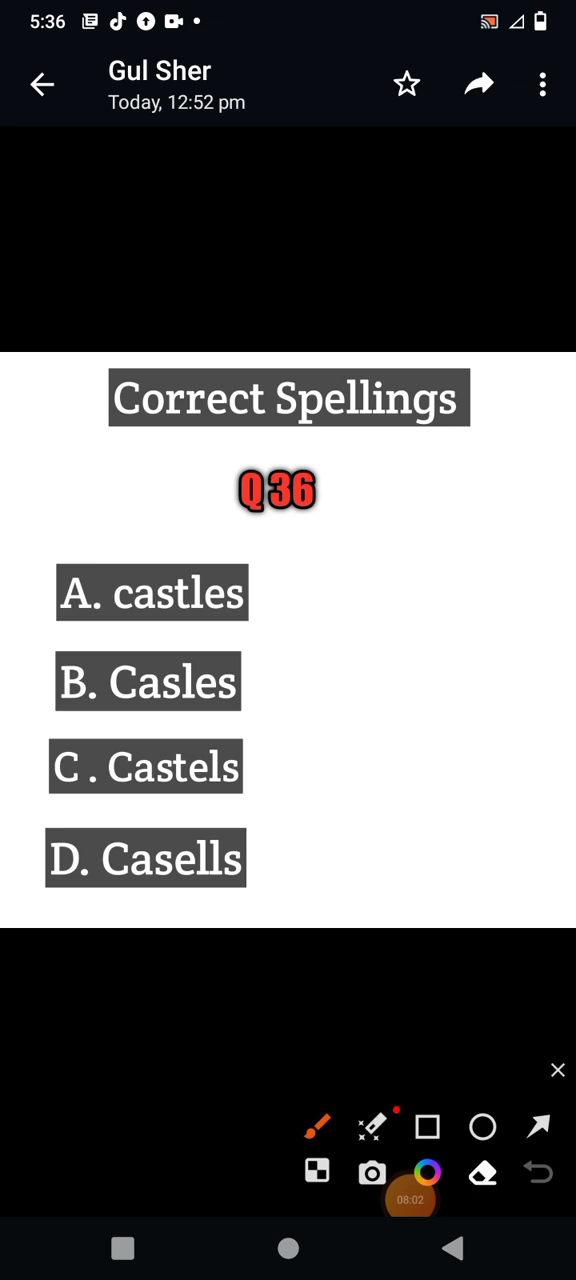 5:36
Gul Sher
Today, 12:52 pm
Correct Spellings
Q 36
A. castles
B. Casles
C . Castels
D. Casells
08:02